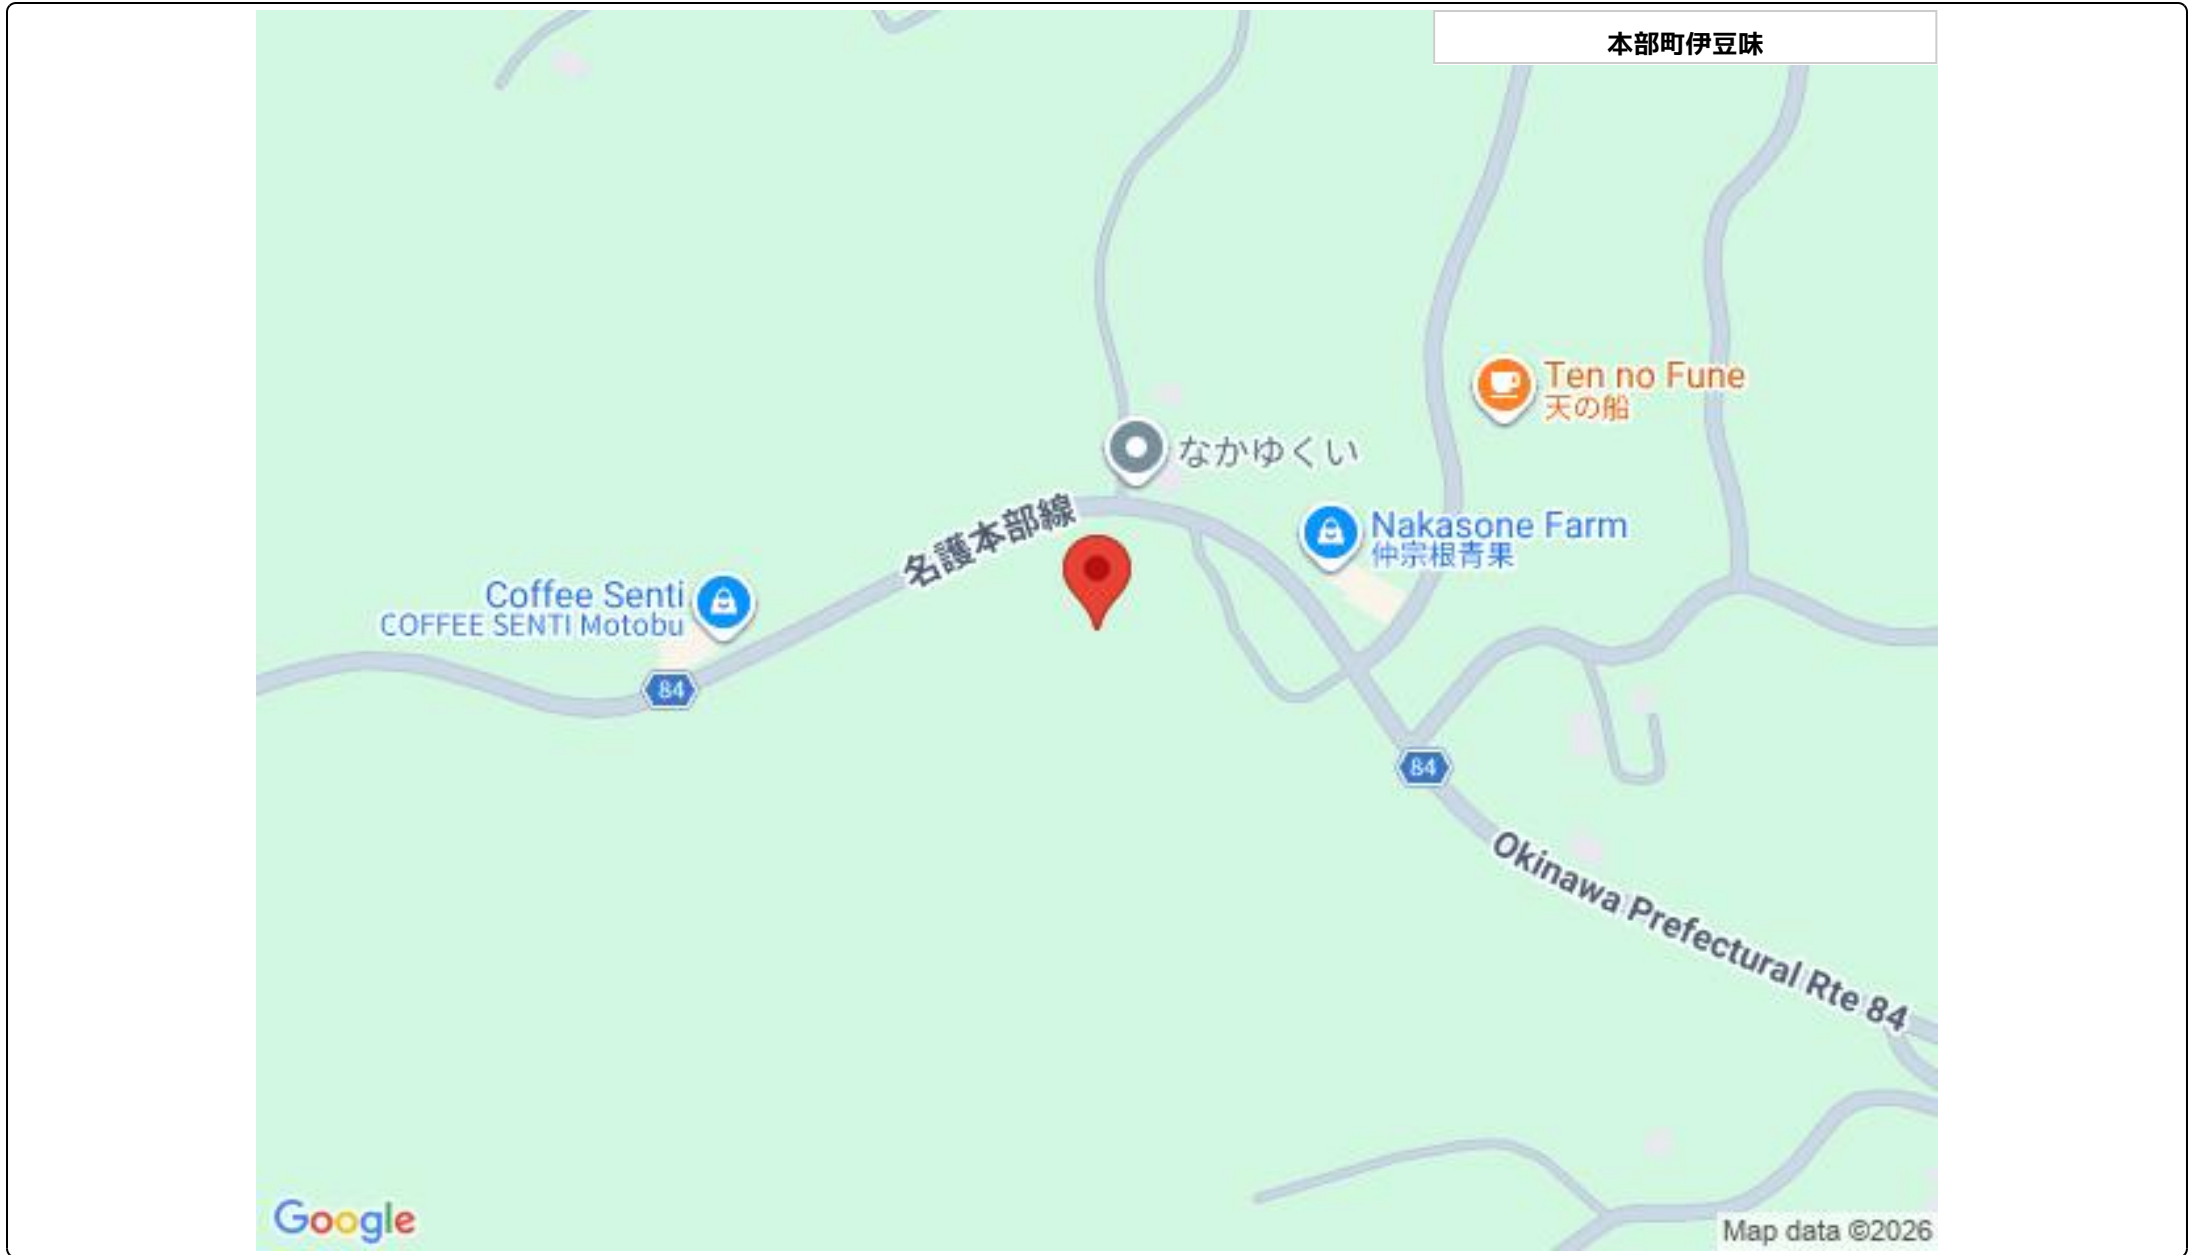 本部町伊豆味
Ten no Fune
天の船
なかゆくい
名護本部線
Nakasone Farm
仲宗根青果
Coffee Senti
COFFEE SENTI Motobu
84
84
Okinawa Prefectural Rte 84
Google
Map data ©2026